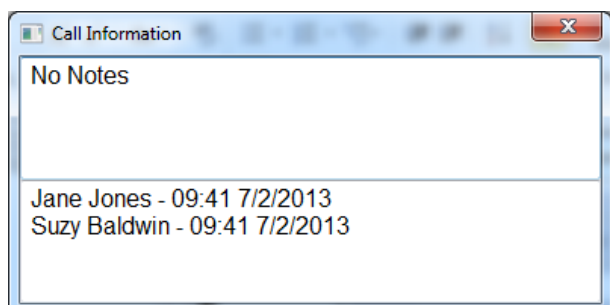 Call Information
No Notes
Jane Jones - 09:41 7/2/2013
Suzy Baldwin - 09:41 7/2/2013